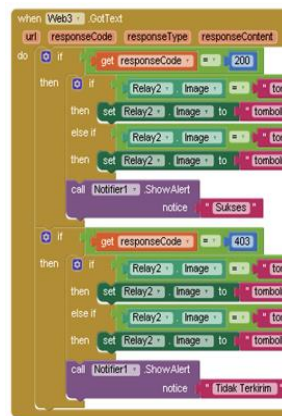 when Web3 .GotText
url responseCode responseType responseContent
do if get responseCode = 200
then if Relay2 . Image =
then set Relay2 . Image to
else if Relay2 . Image =
then set Relay2 . Image to
call Notifier1 .ShowAlert
notice " Sukses "
if get responseCode = 403
then if Relay2 . Image =
then set Relay2 . Image to
else if Relay2 . Image =
then set Relay2 . Image to
call Notifier1 .ShowAlert
notice " Tidak Terkirim